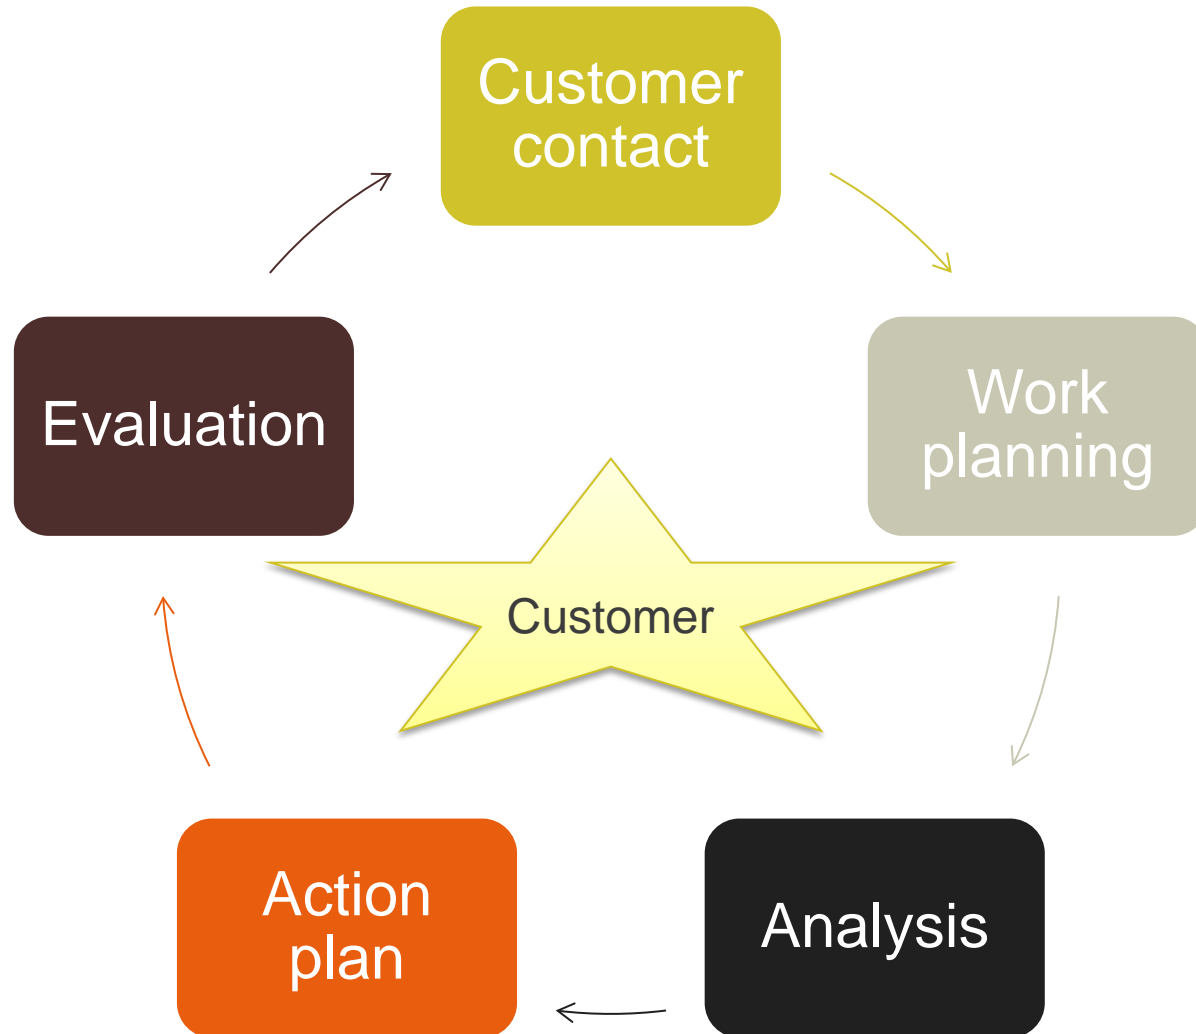 Customer
contact
Work
planning
Analysis
Action
plan
Evaluation
Customer